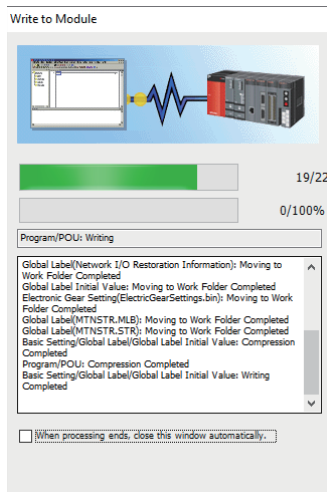 Write to Module
19/22
0/100%
Program/POU: Writing
Global Label(Network I/O Restoration Information): Moving to
Work Folder Completed
Global Label Initial Value: Moving to Work Folder Completed
Electronic Gear Setting(ElectricGearSettings.bin): Moving to Work
Folder Completed
Global Label(MTNSTR.MLB): Moving to Work Folder Completed
Global Label(MTNSTR.STR): Moving to Work Folder Completed
Basic Setting/Global Label/Global Label Initial Value: Compression
Completed
Program/POU: Compression Completed
Basic Setting/Global Label/Global Label Initial Value: Writing
Completed
When processing ends, close this window automatically.